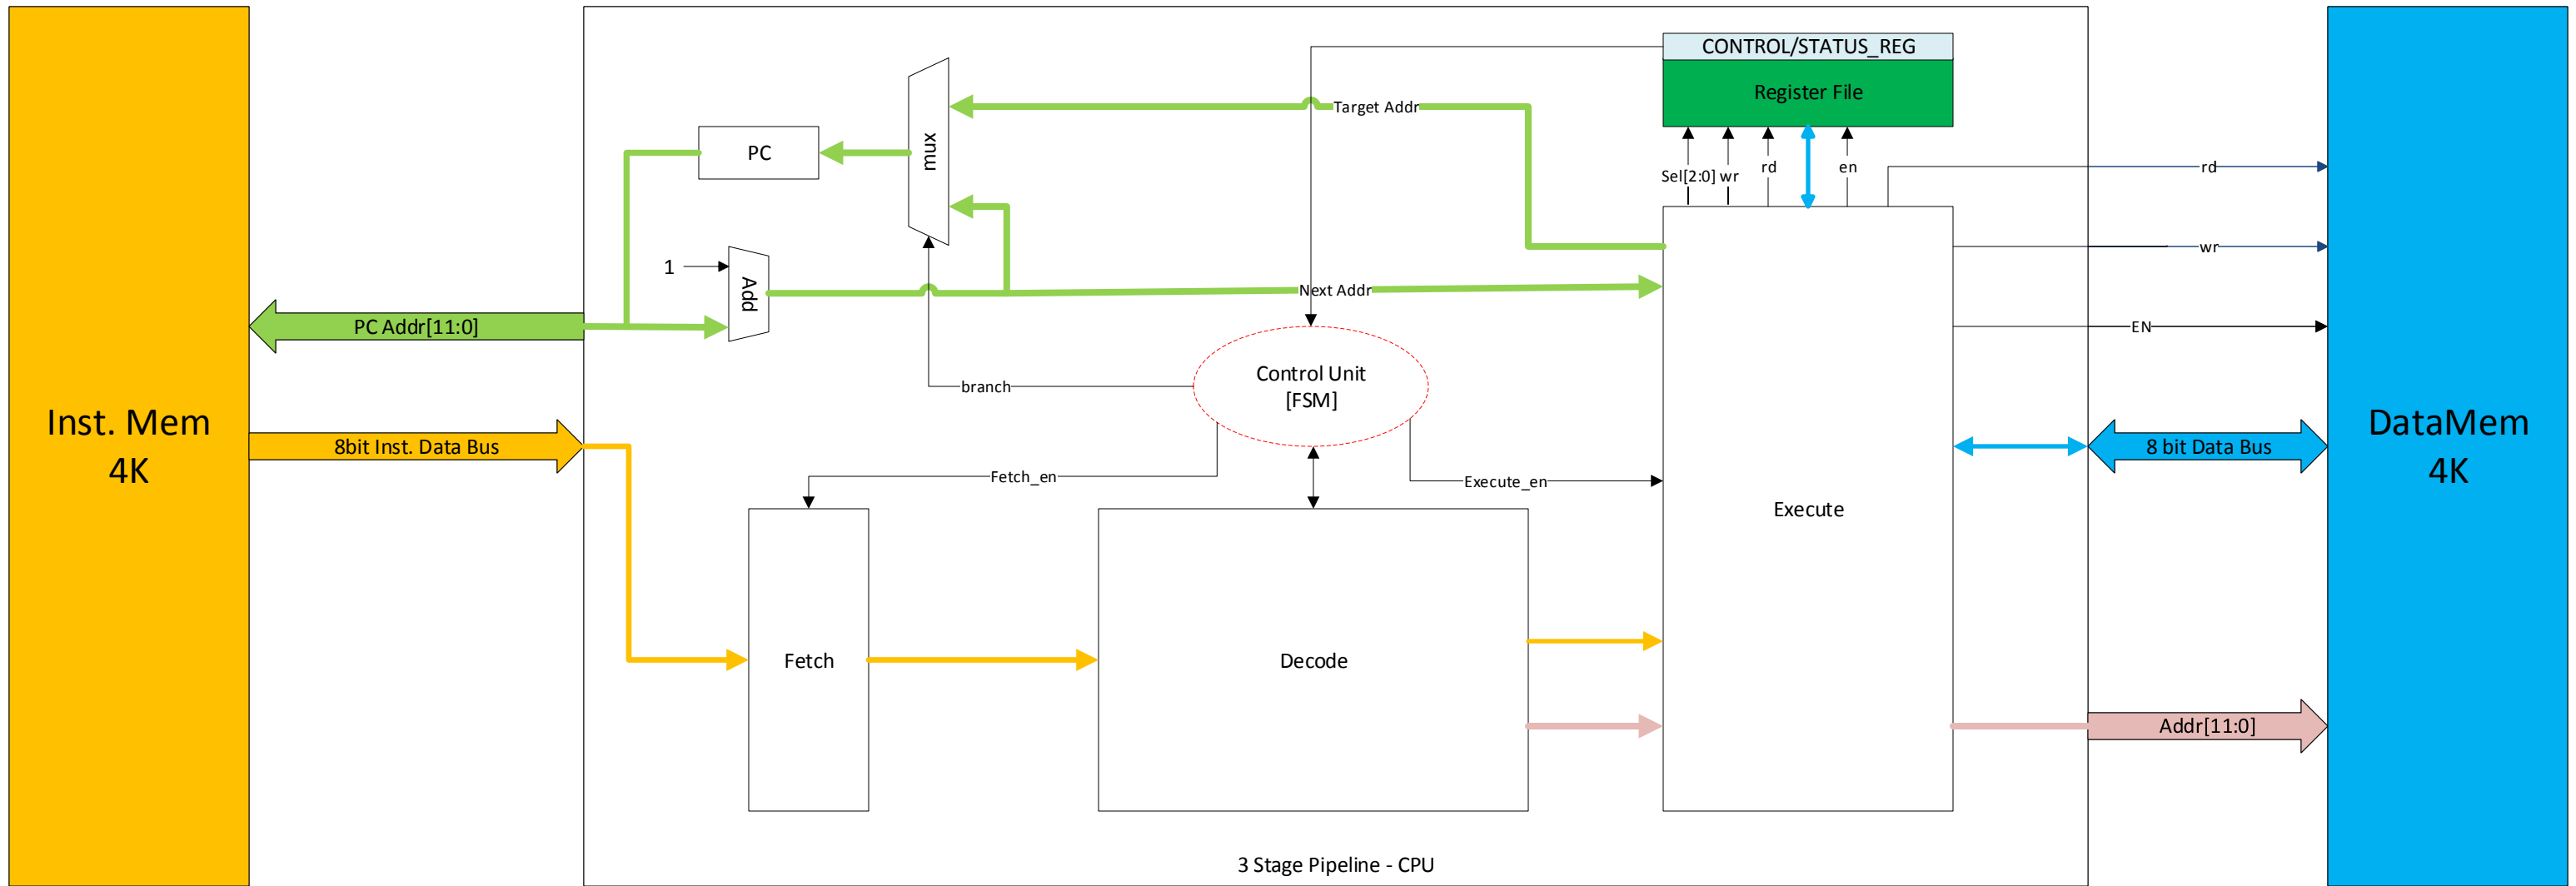 CONTROL/STATUS_REG
Register File
Target Addr
mux
PC
Sel[2:0]
wr
rd
en
rd
wr
EN
1
Add
Next Addr
PC Addr[11:0]
Control Unit
[FSM]
branch
Inst. Mem
4K
8bit Inst. Data Bus
Fetch_en
Execute_en
8 bit Data Bus
DataMem
4K
Execute
Fetch
Decode
Addr[11:0]
3 Stage Pipeline - CPU